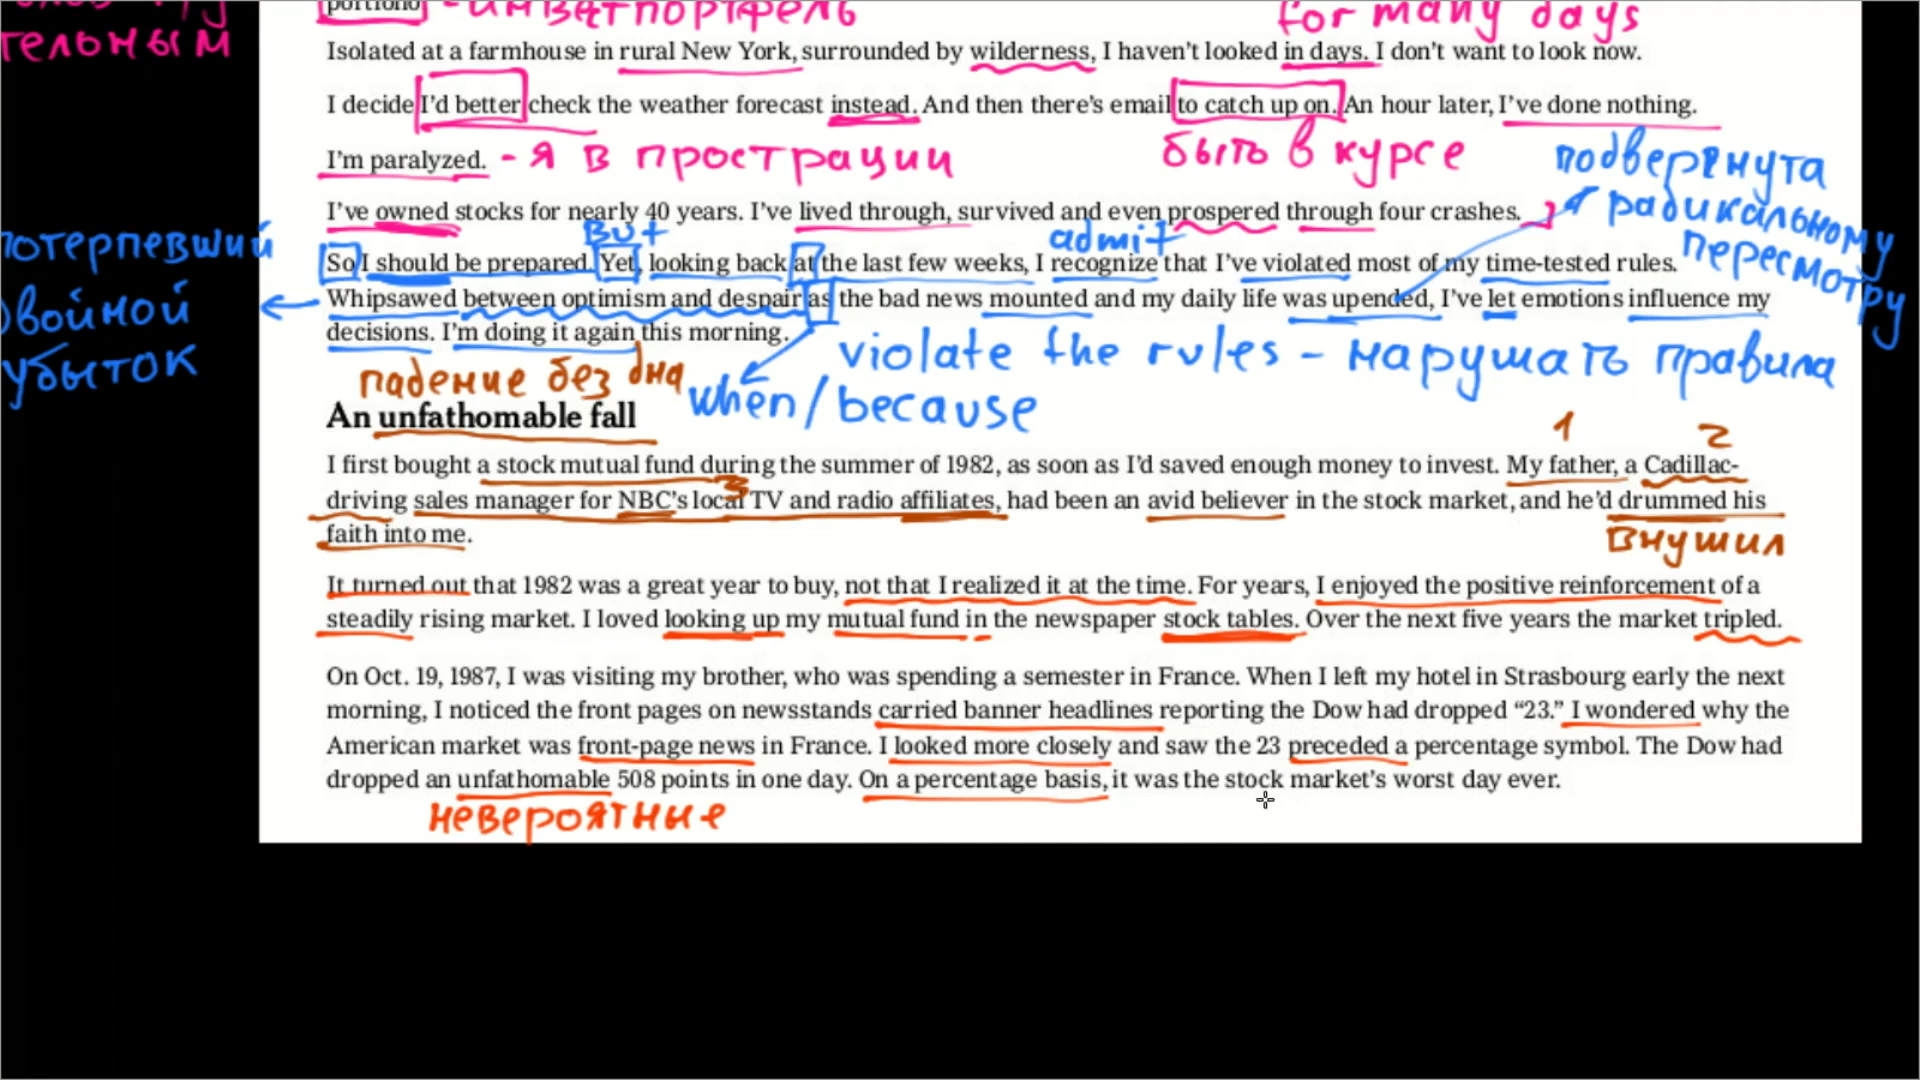 portfolio - инветпортфель for many days
тельным
Isolated at a farmhouse in rural New York, surrounded by wilderness, I haven't looked in days. I don't want to look now.
I decide I'd better check the weather forecast instead. And then there's email to catch up on. An hour later, I've done nothing.
I'm paralyzed. - я в прострации быть в курсе
подвергнута
радикальному
пересмотру
I've owned stocks for nearly 40 years. I've lived through, survived and even prospered through four crashes.
But admit
потерпевший
двойной
убыток
So I should be prepared. Yet, looking back at the last few weeks, I recognize that I've violated most of my time-tested rules.
Whipsawed between optimism and despair as the bad news mounted and my daily life was upended, I've let emotions influence my
decisions. I'm doing it again this morning.
violate the rules - нарушать правила
падение без дна
when/because
An unfathomable fall
1 2
I first bought a stock mutual fund during the summer of 1982, as soon as I'd saved enough money to invest. My father, a Cadillac-
3
driving sales manager for NBC's local TV and radio affiliates, had been an avid believer in the stock market, and he'd drummed his
faith into me.
внушил
It turned out that 1982 was a great year to buy, not that I realized it at the time. For years, I enjoyed the positive reinforcement of a
steadily rising market. I loved looking up my mutual fund in the newspaper stock tables. Over the next five years the market tripled.
On Oct. 19, 1987, I was visiting my brother, who was spending a semester in France. When I left my hotel in Strasbourg early the next
morning, I noticed the front pages on newsstands carried banner headlines reporting the Dow had dropped “23.” I wondered why the
American market was front-page news in France. I looked more closely and saw the 23 preceded a percentage symbol. The Dow had
dropped an unfathomable 508 points in one day. On a percentage basis, it was the stock market's worst day ever.
невероятные